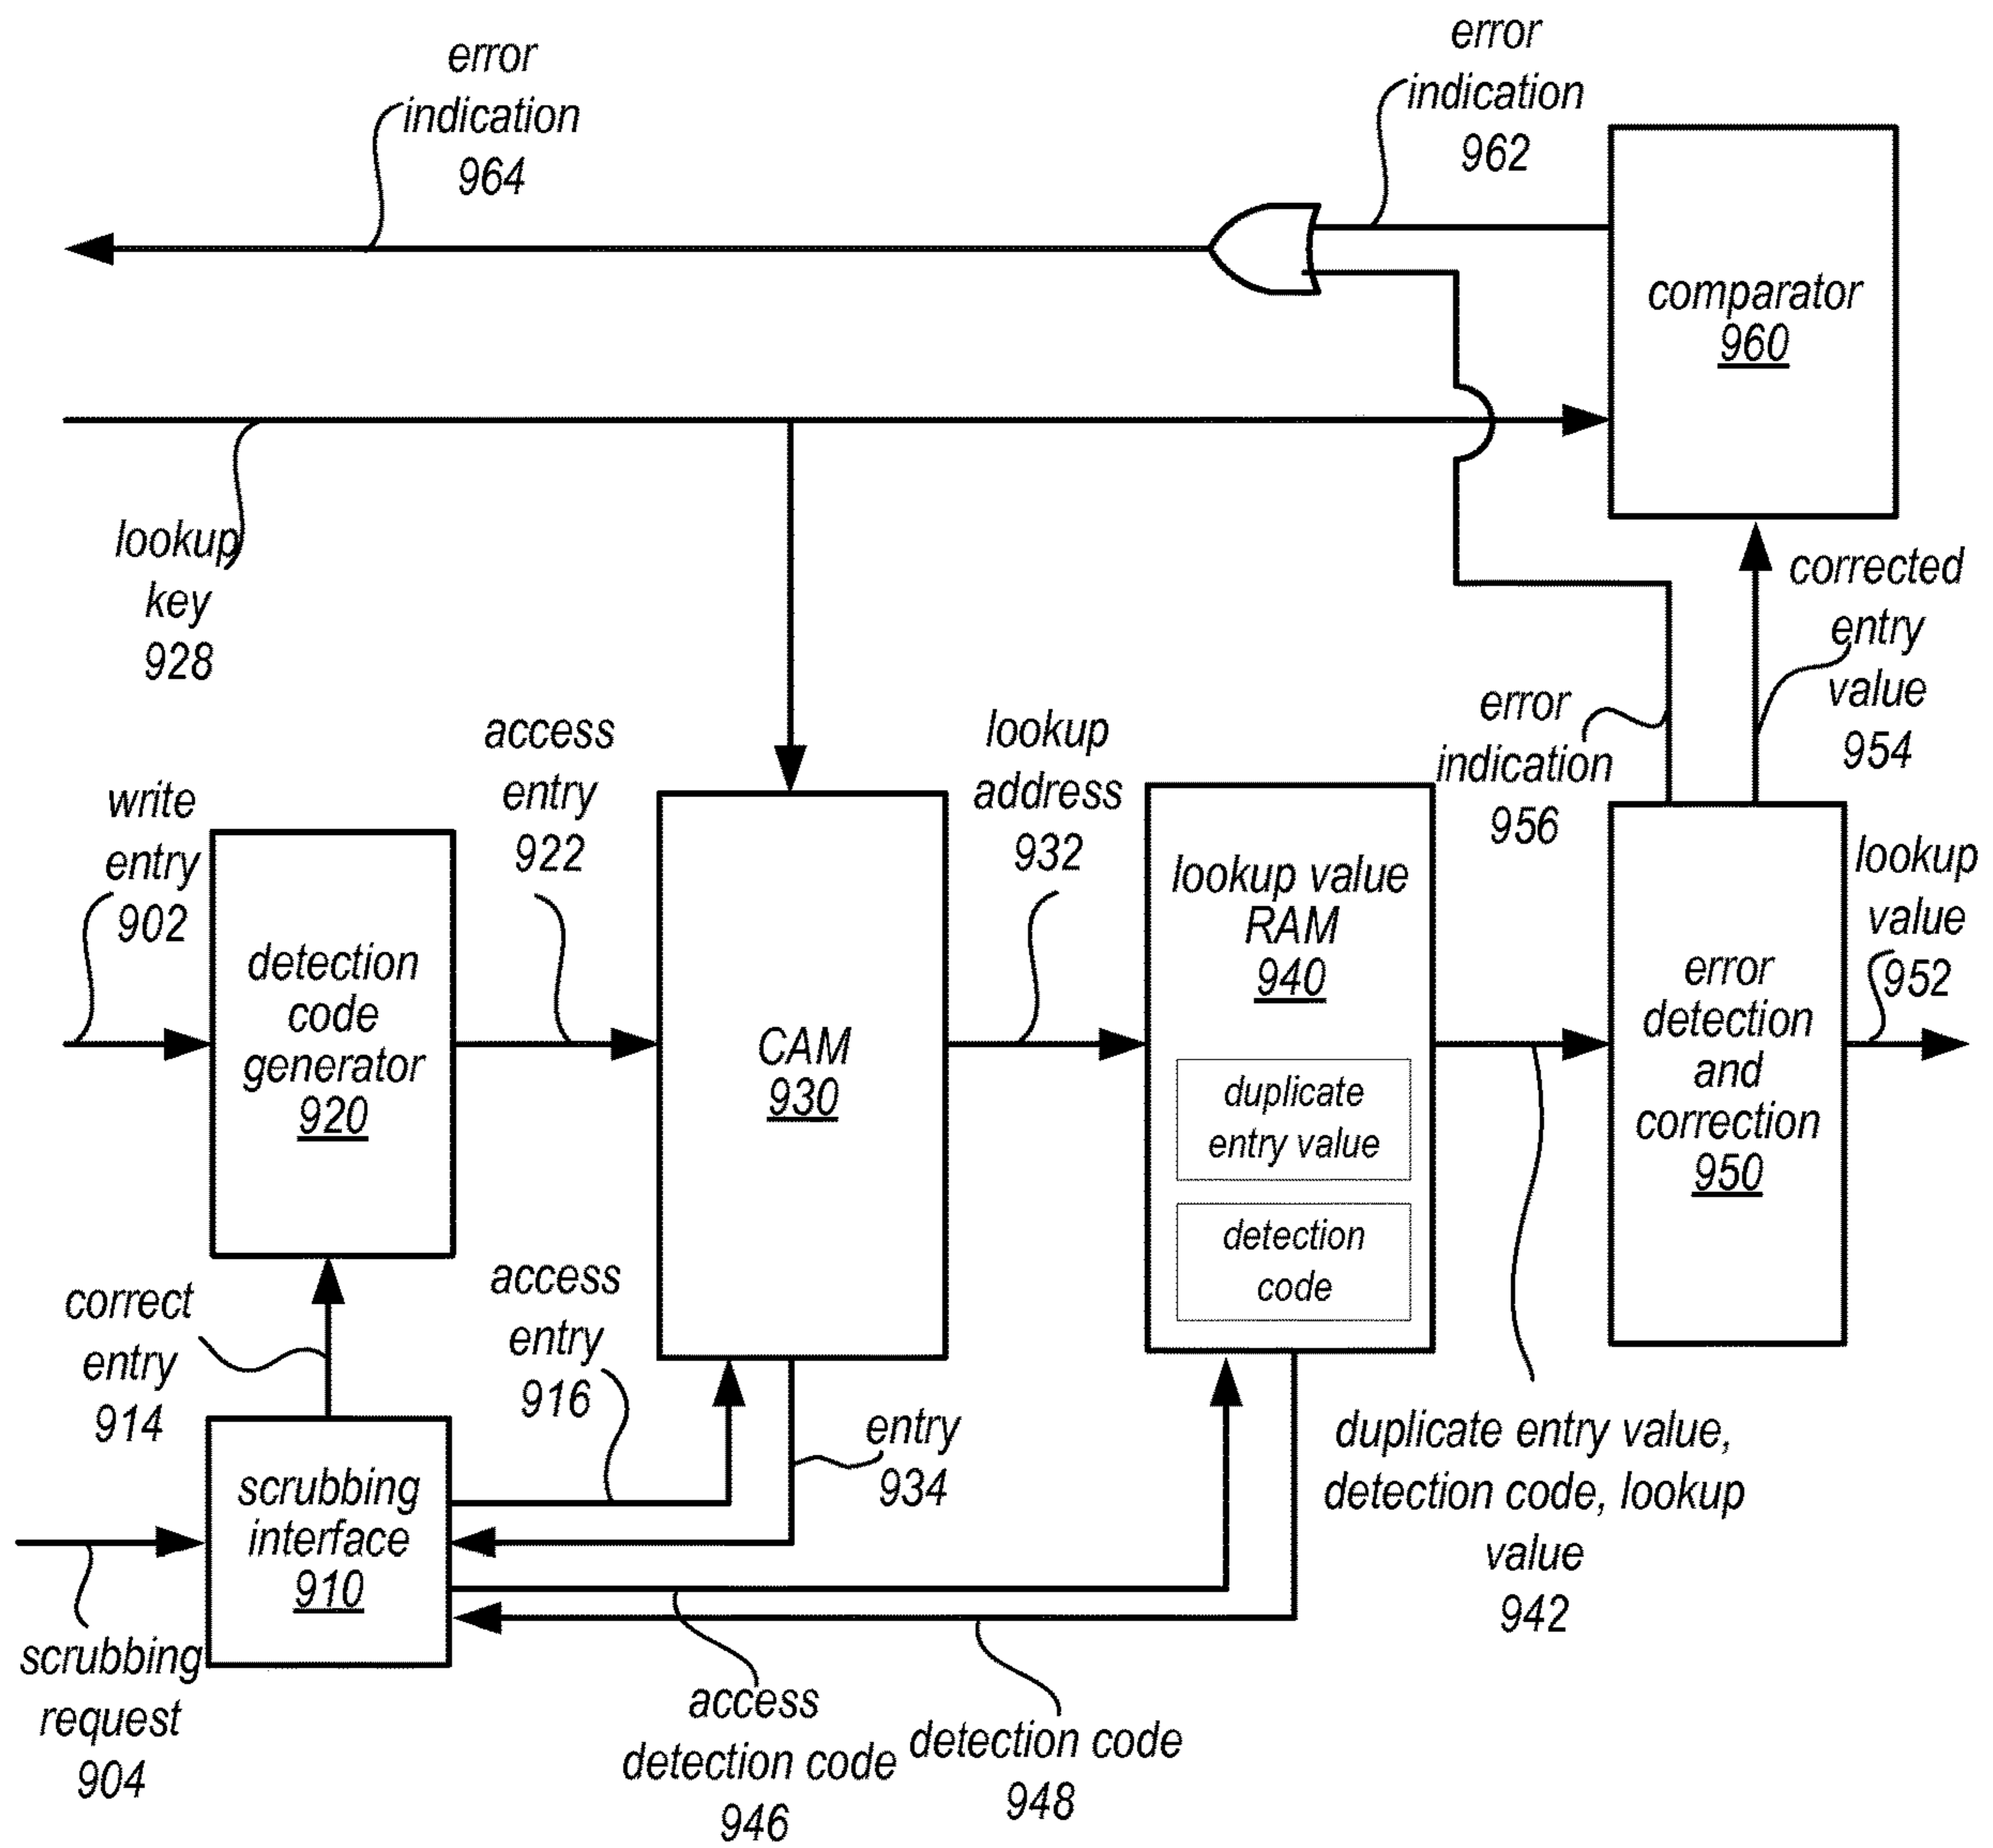 error
indication
964
error
indication
962
comparator
960
lookup
key
928
corrected
entry
value
954
error
indication
956
write
entry
902
access
entry
922
lookup
address
932
lookup value
RAM
940
duplicate
entry value
detection
code
lookup
value
952
detection
code
generator
920
CAM
930
error
detection
and
correction
950
correct
entry
914
access
entry
916
entry
934
duplicate entry value,
detection code, lookup
value
942
scrubbing
interface
910
scrubbing
request
904
access
detection code
946
detection code
948